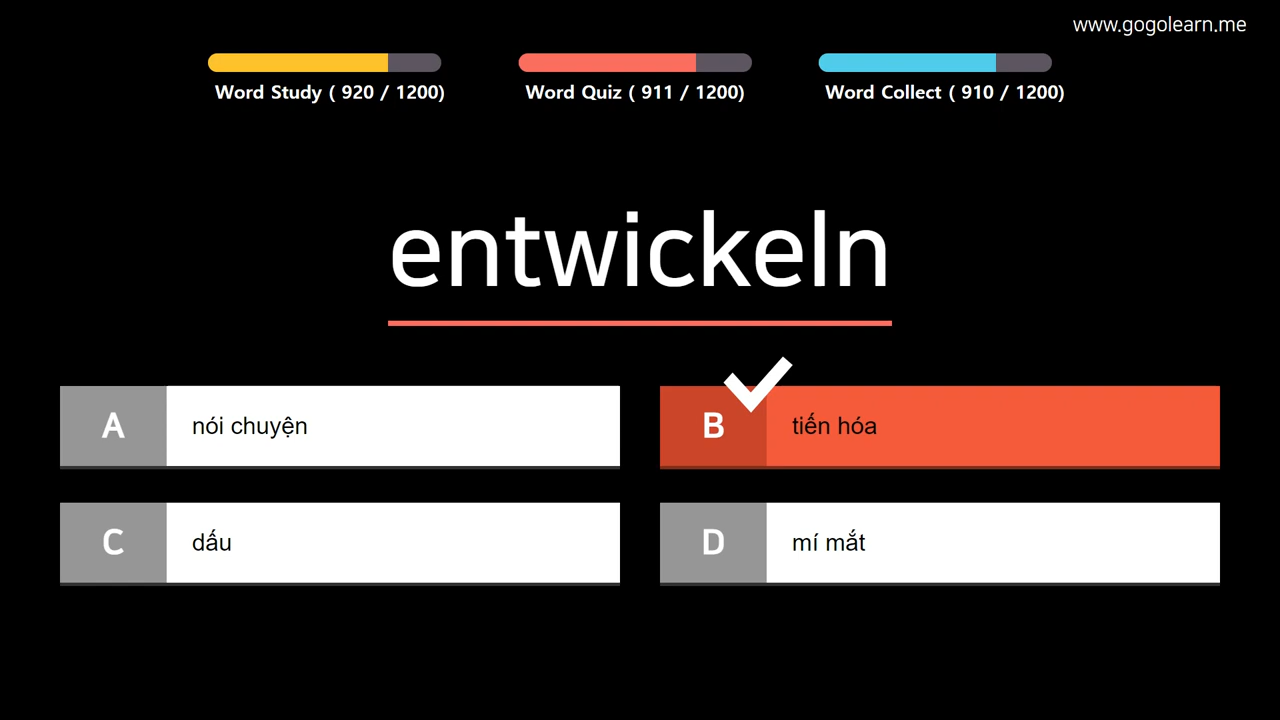 www.gogolearn.me
Word Study ( 920 / 1200)
Word Quiz ( 911 / 1200)
Word Collect ( 910 / 1200)
entwickeln
A
nói chuyện
B
tiến hóa
C
dấu
D
mí mắt